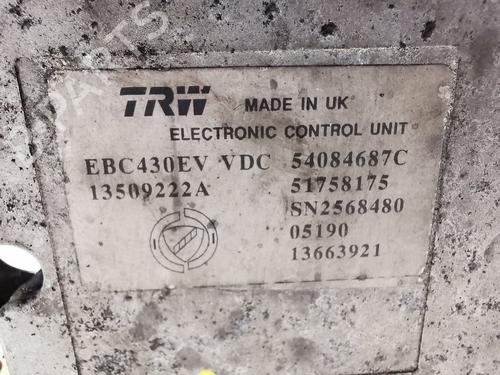 TRW MADE IN UK
ELECTRONIC CONTROL UNIT
EBC430EV VDC 54084687C
13509222A 51758175
SN2568480
05190
13663921